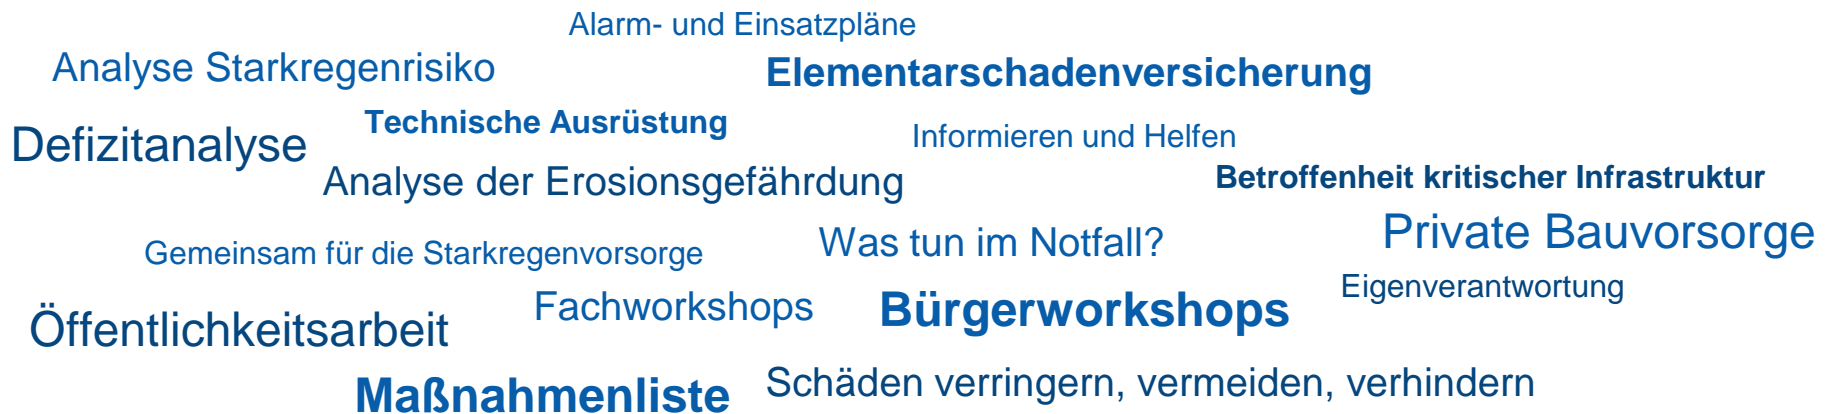 Alarm- und Einsatzpläne
Analyse Starkregenrisiko
Elementarschadenversicherung
Technische Ausrüstung
Informieren und Helfen
Defizitanalyse
Analyse der Erosionsgefährdung
Betroffenheit kritischer Infrastruktur
Private Bauvorsorge
Was tun im Notfall?
Gemeinsam für die Starkregenvorsorge
Eigenverantwortung
Fachworkshops
Bürgerworkshops
Öffentlichkeitsarbeit
Schäden verringern, vermeiden, verhindern
Maßnahmenliste